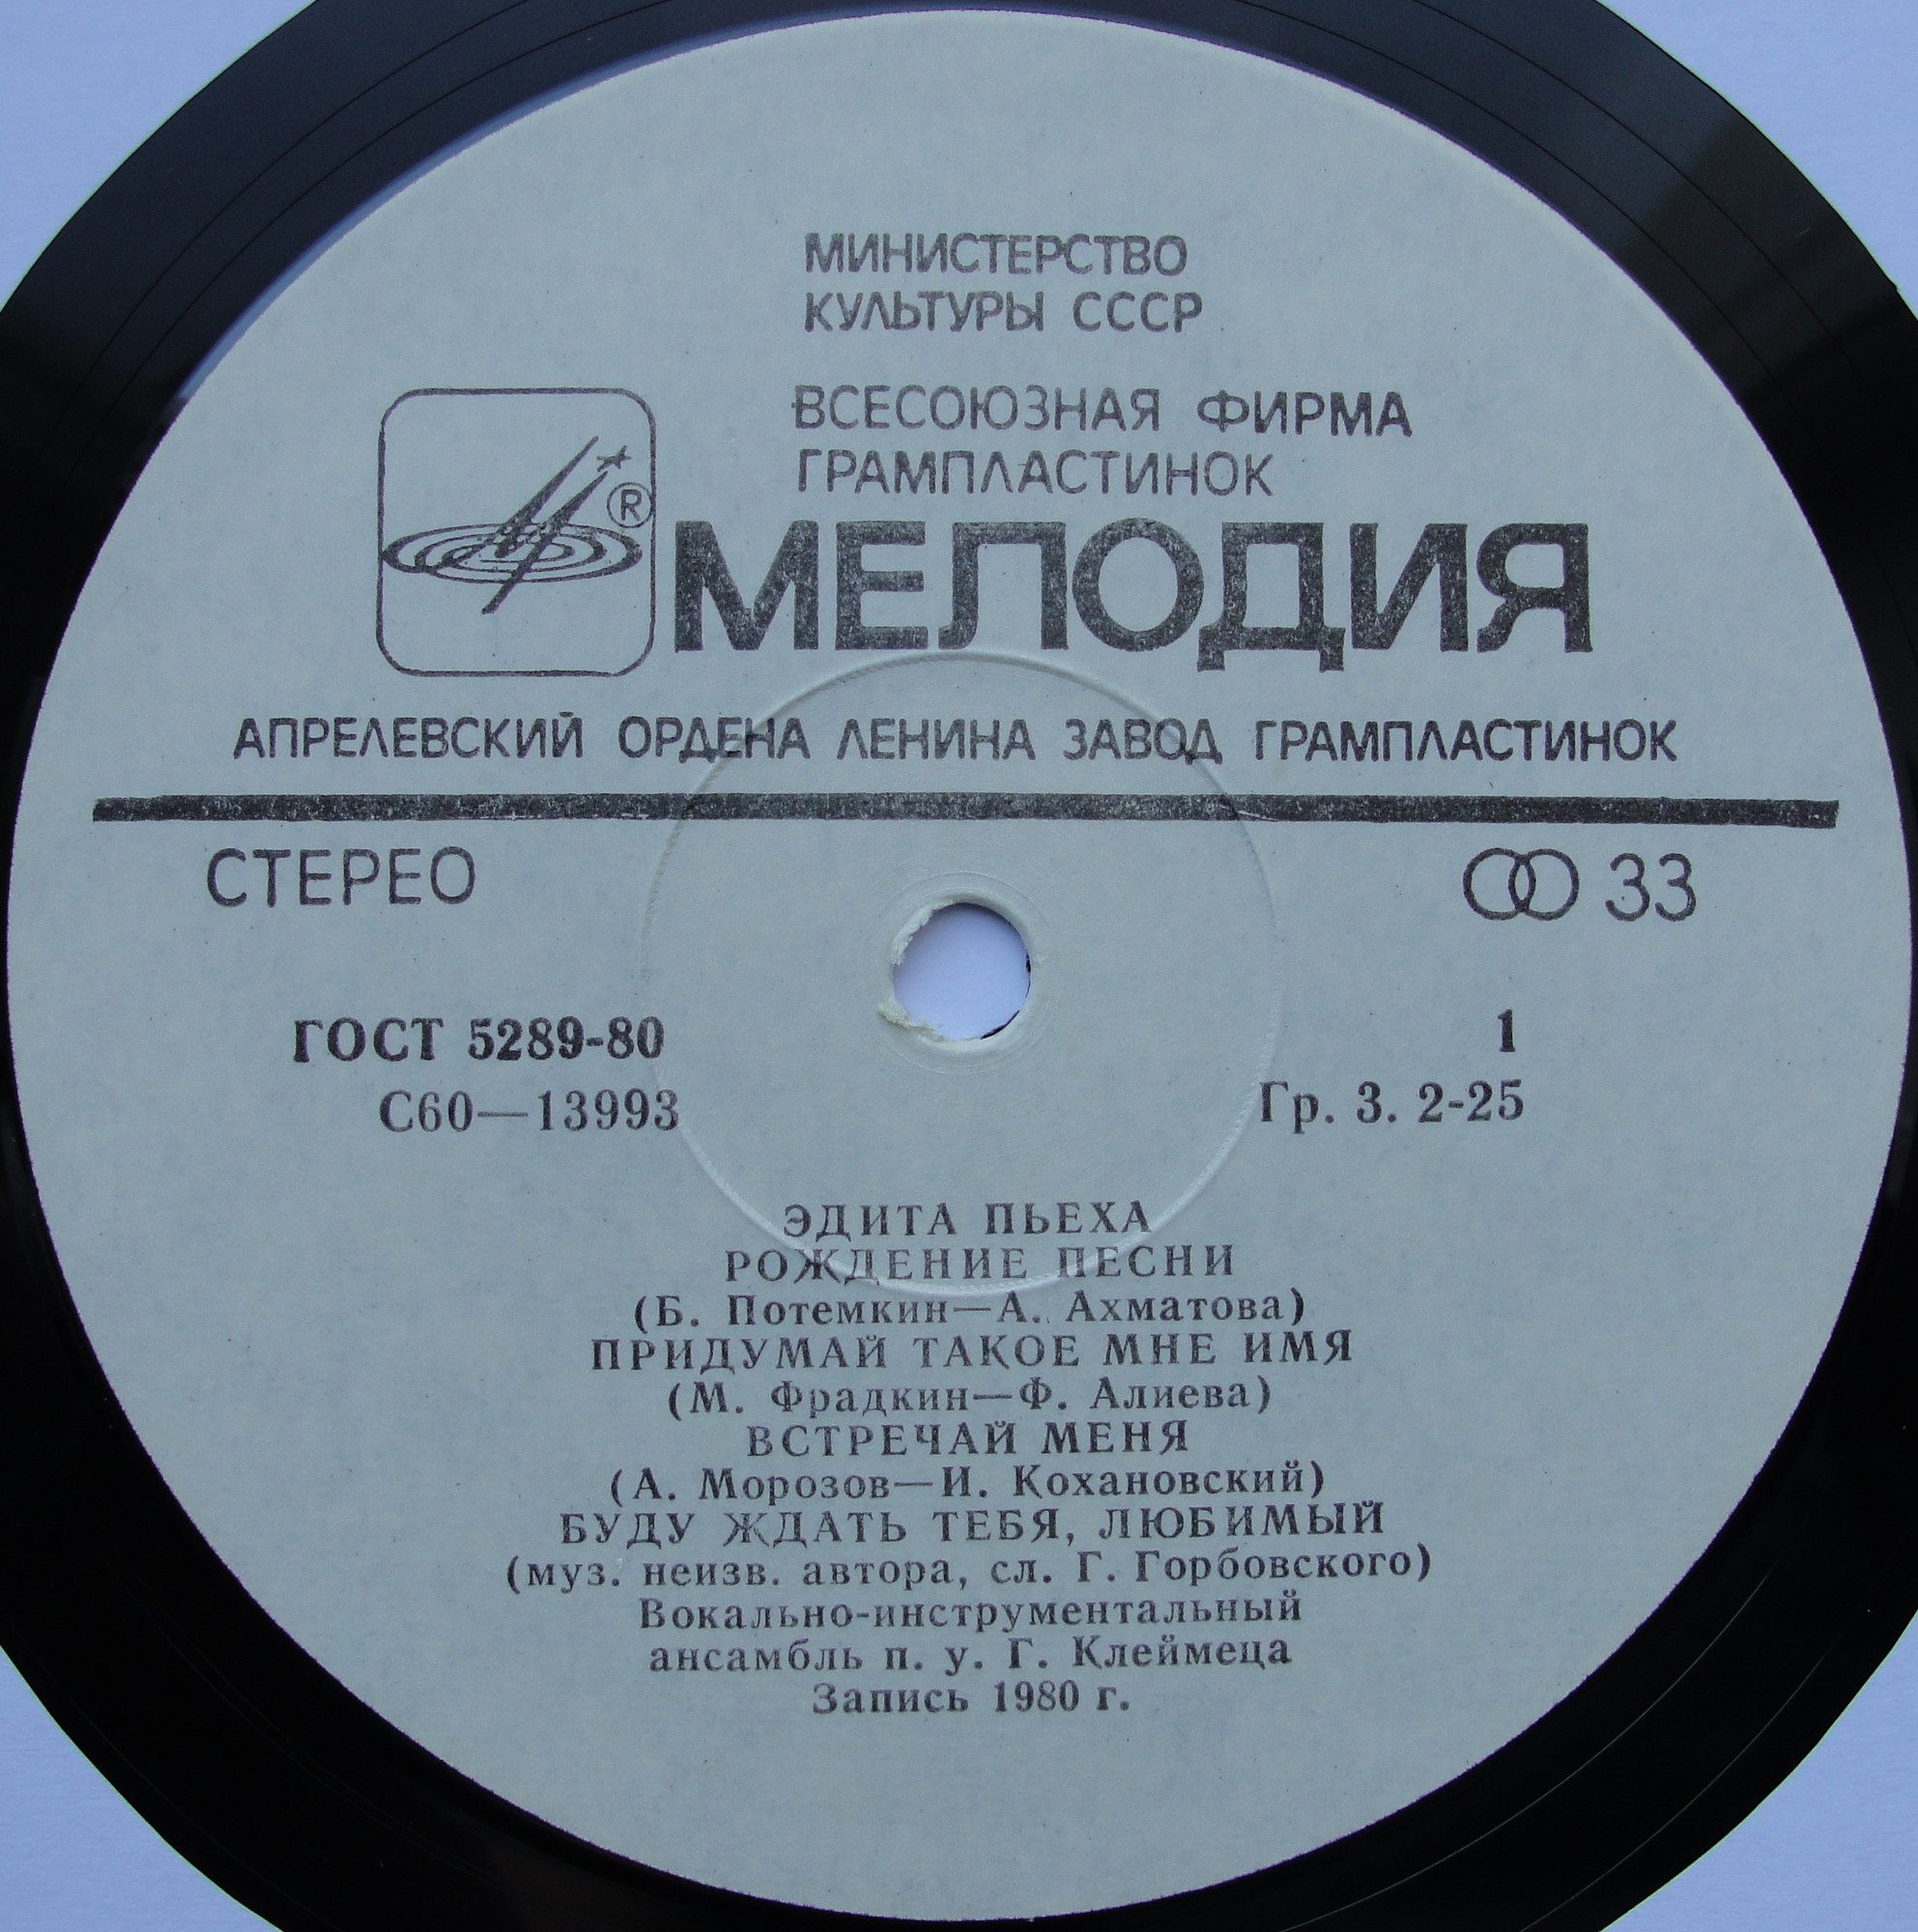 МИНИСТЕРСТВО
КУЛЬТУРЫ СССР
ВСЕСОЮЗНАЯ ФИРМА
ГРАМПЛАСТИНОК
®
МЕЛОДИЯ
АПРЕЛЕВСКИЙ ОРДЕНА ЛЕНИНА ЗАВОД ГРАМПЛАСТИНОК
СТЕРЕО 33
ГОСТ 5289-80 1
С60—13993 Гр. 3. 2-25
ЭДИТА ПЬЕХА
РОЖДЕНИЕ ПЕСНИ
(Б. Потемкин—А. Ахматова)
ПРИДУМАЙ ТАКОЕ МНЕ ИМЯ
(М. Фрадкин—Ф. Алиева)
ВСТРЕЧАЙ МЕНЯ
(А. Морозов—И. Кохановский)
БУДУ ЖДАТЬ ТЕБЯ, ЛЮБИМЫЙ
(муз. неизв. автора, сл. Г. Горбовского)
Вокально-инструментальный
ансамбль п. у. Г. Клеймеца
Запись 1980 г.